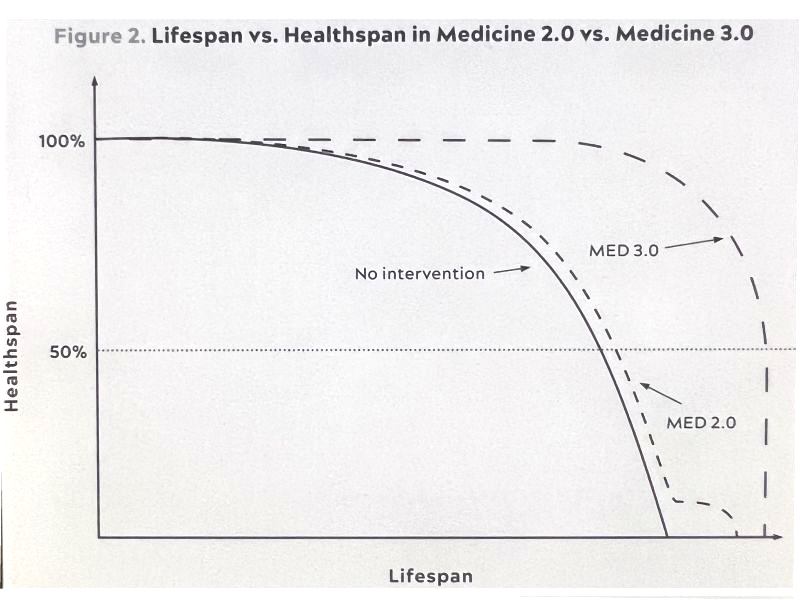 Figure 2. Lifespan vs. Healthspan in Medicine 2.0 vs. Medicine 3.0
100%
MED 3.0
No intervention
50%
MED 2.0
Healthspan
Lifespan